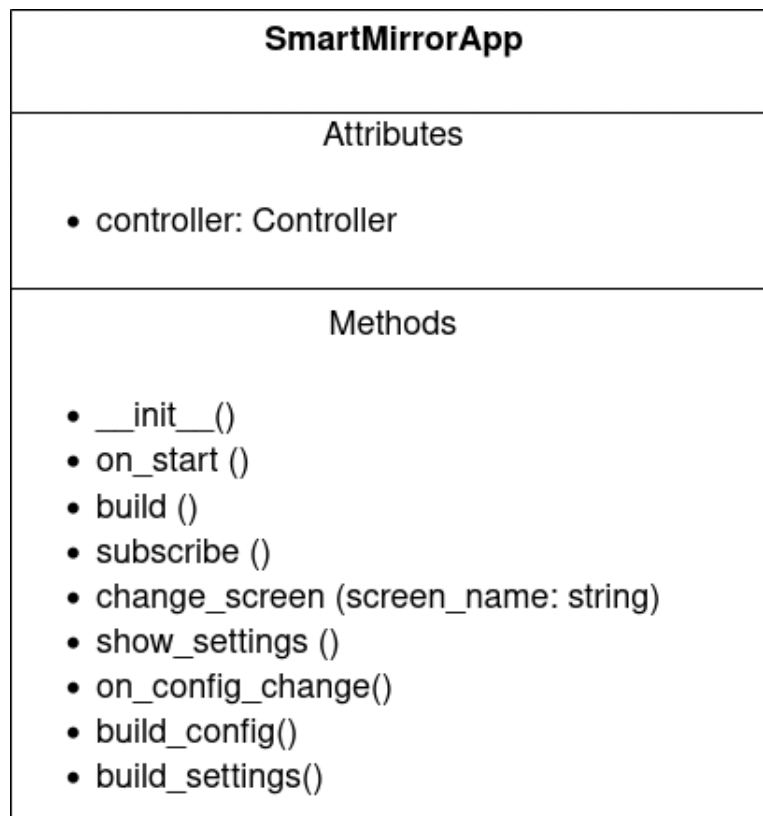 SmartMirrorApp
Attributes
• controller: Controller
Methods
• __init__()
• on_start ()
• build ()
• subscribe ()
• change_screen (screen_name: string)
• show_settings ()
• on_config_change()
• build_config()
• build_settings()